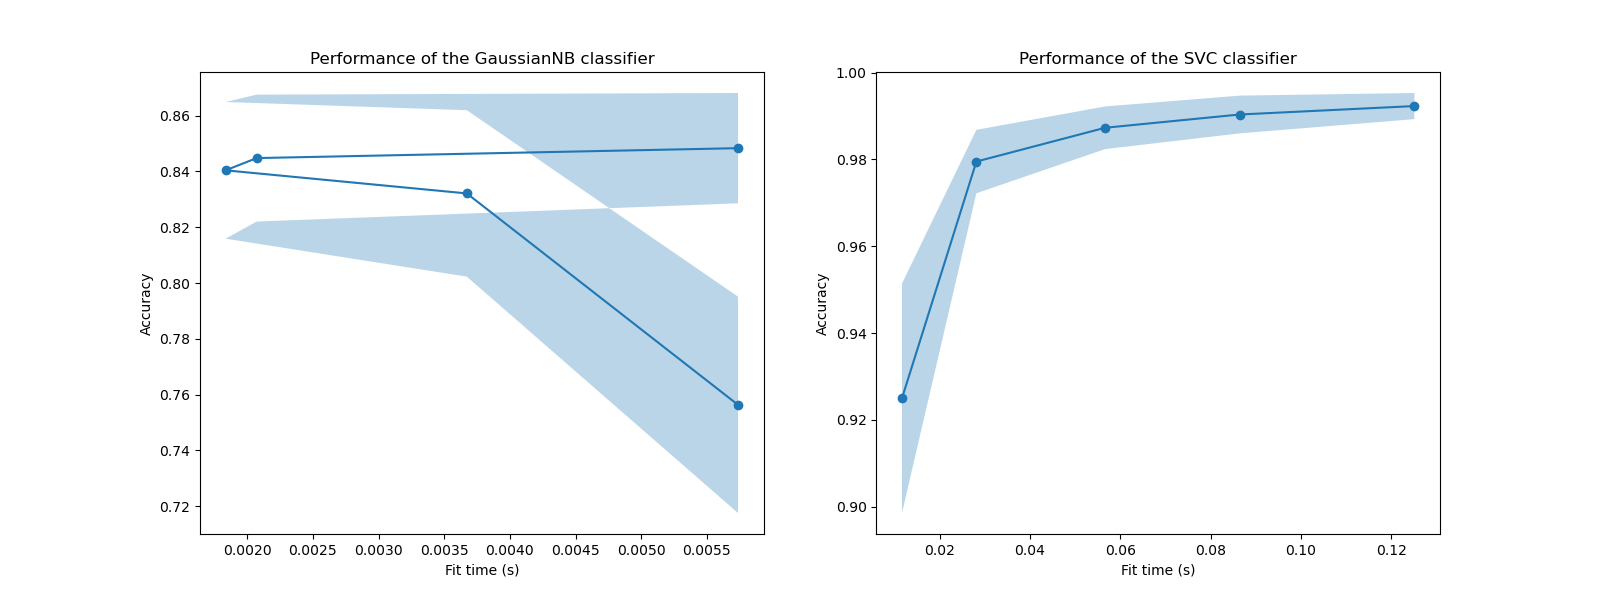 Performance of the GaussianNB classifier
0.86
0.84
0.82
0.80
0.78
0.76
0.74
0.72
Accuracy
0.0020 0.0025 0.0030 0.0035 0.0040 0.0045 0.0050 0.0055
Fit time (s)
Performance of the SVC classifier
1.00
0.98
0.96
0.94
0.92
0.90
Accuracy
0.02 0.04 0.06 0.08 0.10 0.12
Fit time (s)